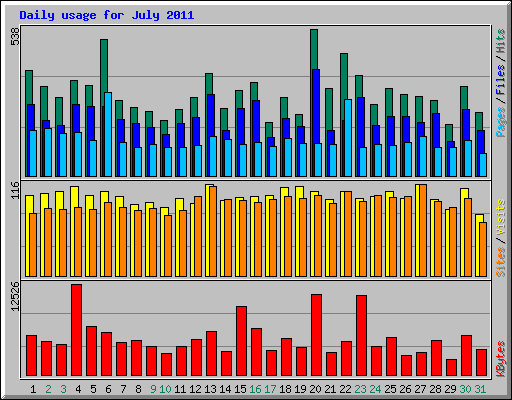 Daily usage for July 2011
538
Pages / Files / Hits
116
Sites / Visits
12526
KBytes
1 2 3 4 5 6 7 8 9 10 11 12 13 14 15 16 17 18 19 20 21 22 23 24 25 26 27 28 29 30 31